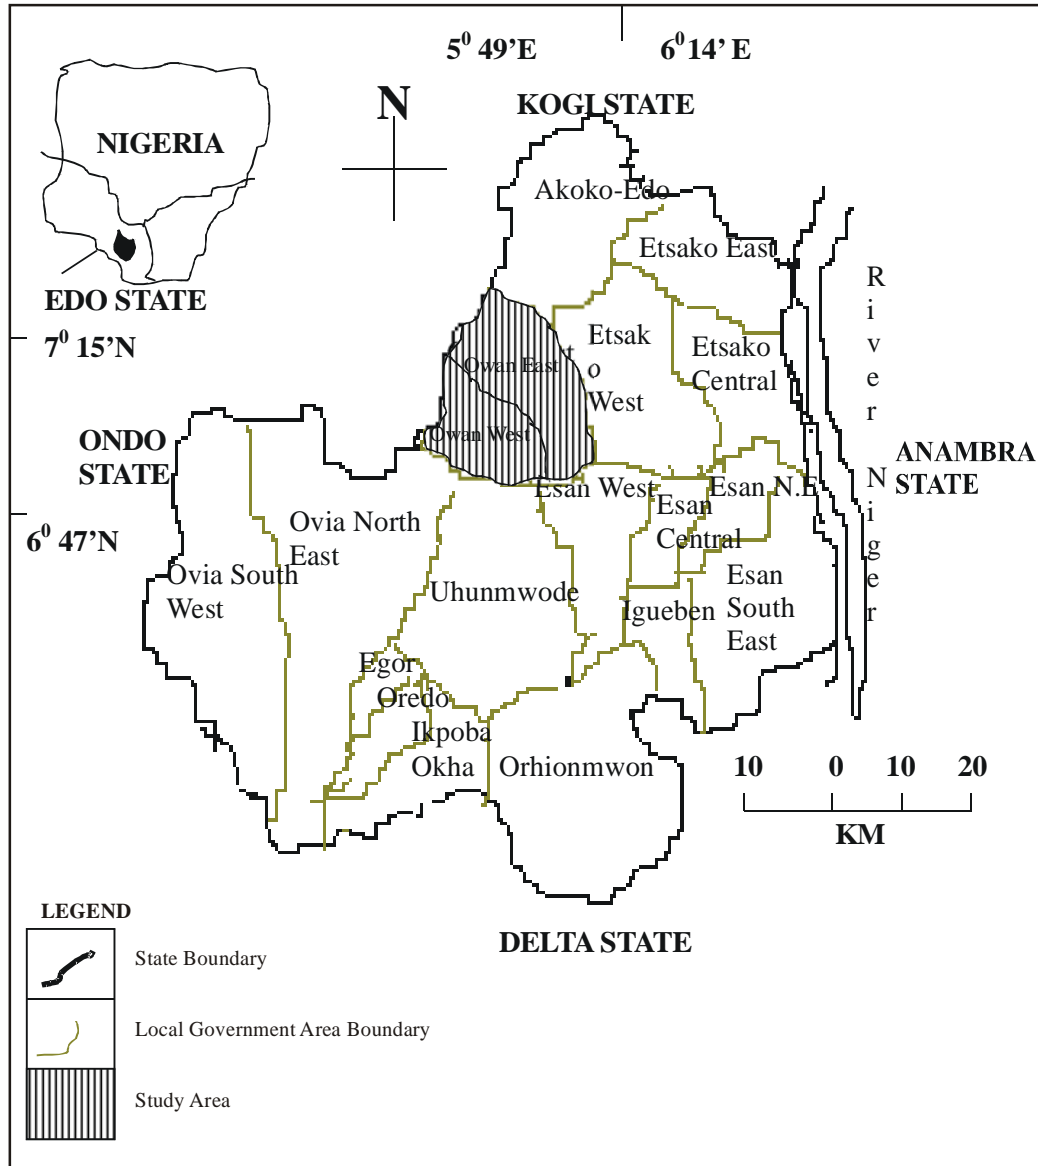 5⁰ 49’E
6⁰ 14’ E
N
KOGI STATE
NIGERIA
Akoko-Edo
Etsako East
EDO STATE
7⁰ 15’N
Etsak
o
West
Etsako
Central
Owan East
Owan West
River Niger
ONDO
STATE
ANAMBRA
STATE
Esan West
Esan N.E
Esan
Central
6⁰ 47’N
Ovia North
East
Ovia South
West
Uhunmwode
Igueben
Esan
South
East
Egor
Oredo
Ikpoba
Okha
Orhionmwon
10 0 10 20
KM
DELTA STATE
LEGEND
State Boundary
Local Government Area Boundary
Study Area